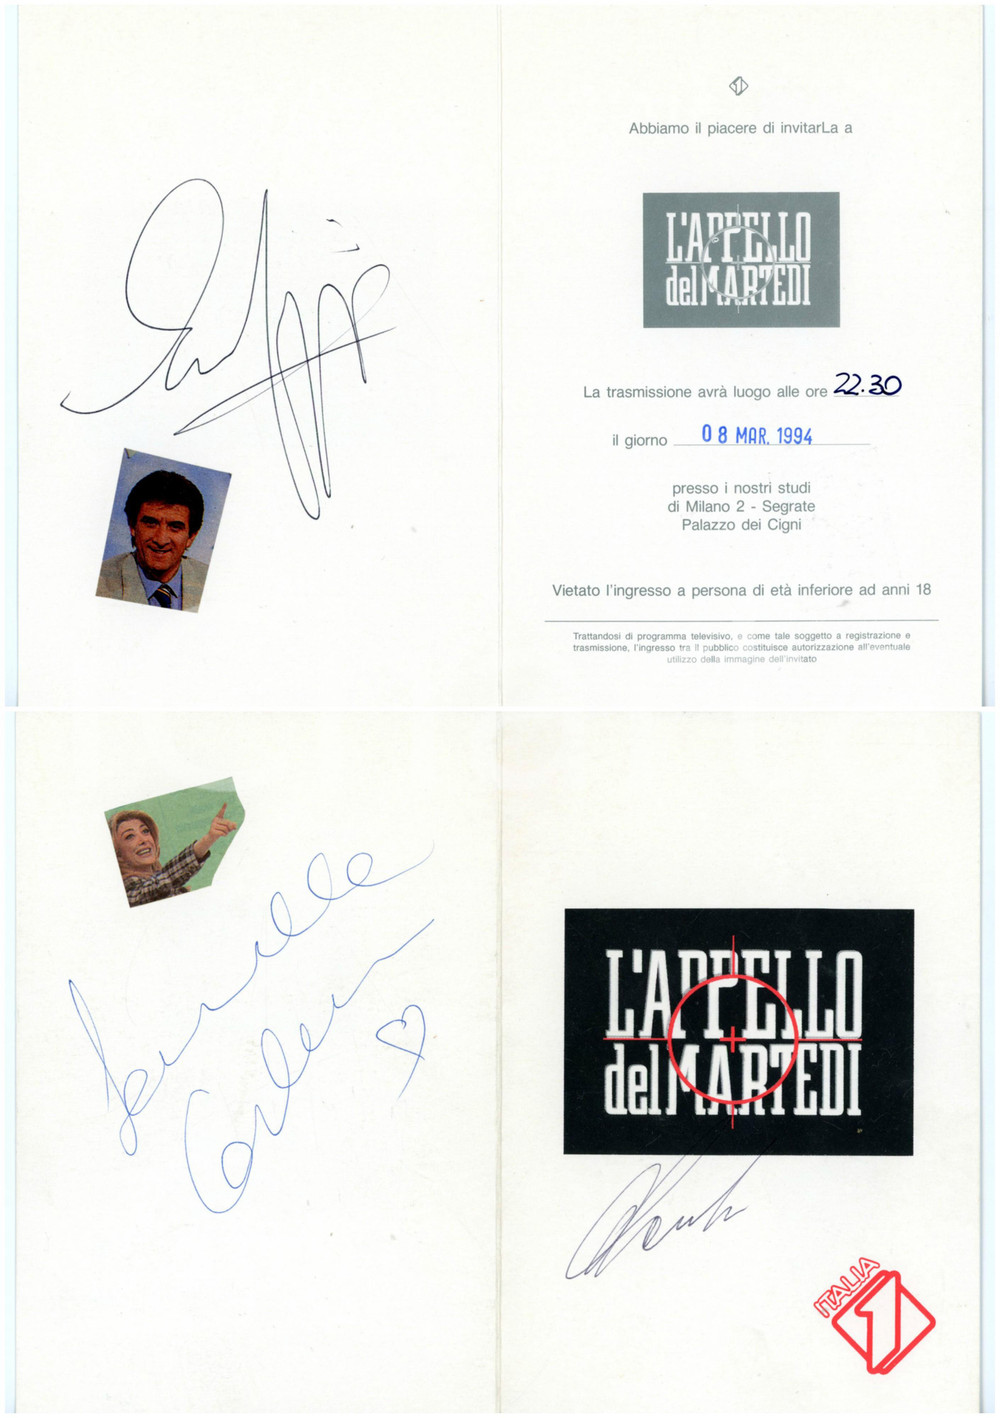 1
Abbiamo il piacere di invitarLa a
L'APPELLO
del MARTEDI
La trasmissione avrà luogo alle ore 22.30
il giorno 08 MAR. 1994
presso i nostri studi
di Milano 2 - Segrate
Palazzo dei Cigni
Vietato l'ingresso a persona di età inferiore ad anni 18
Trattandosi di programma televisivo, e come tale soggetto a registrazione e
trasmissione, l'ingresso tra il pubblico costituisce autorizzazione all'eventuale
utilizzo della immagine dell'invitato
L'APPELLO
del MARTEDI
ITALIA
1